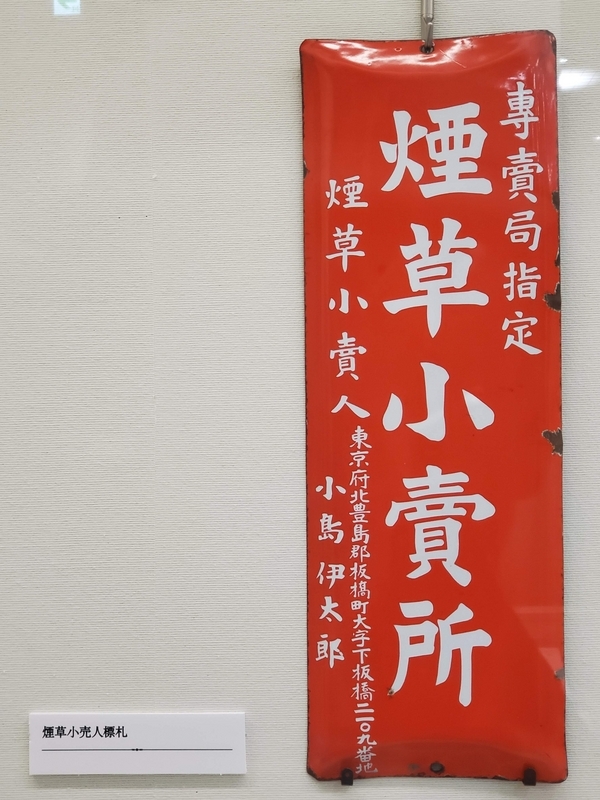 專賣局指定
煙草小賣所
煙草小賣人
東京府北豊島郡板橋町大字下板橋二一〇九番地
小島伊太郎
煙草小売人標札